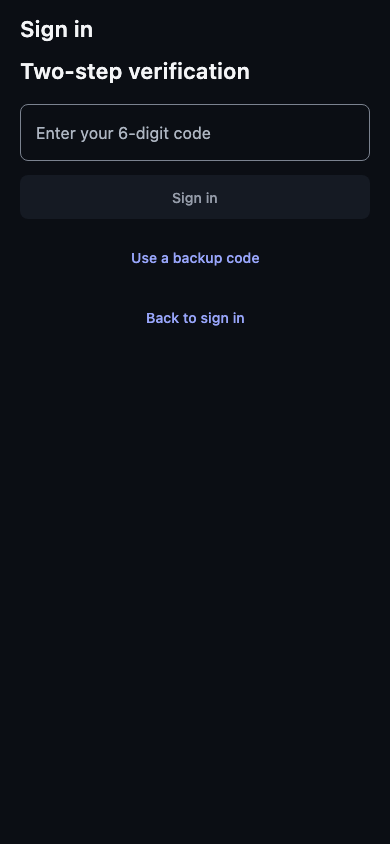 Sign in
Two-step verification
Enter your 6-digit code
Sign in
Use a backup code
Back to sign in